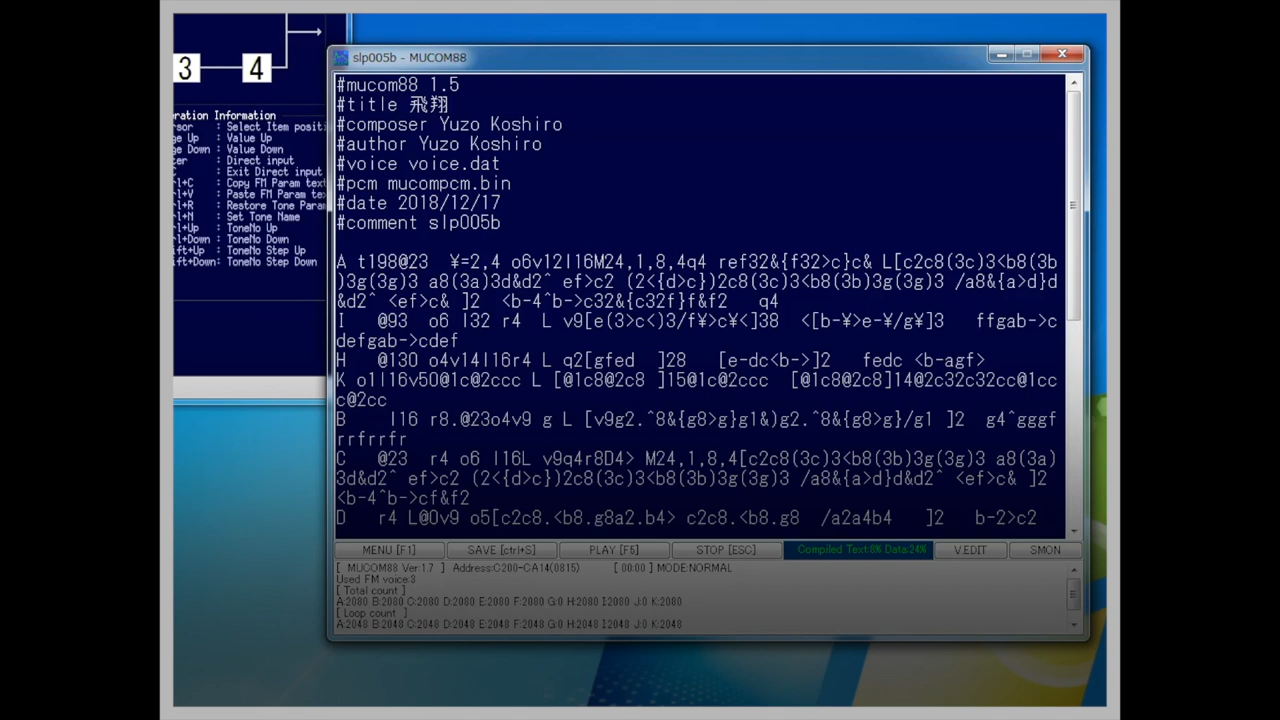 3
4
oration Information
rsor : Select Item positi
ge Up : Value Up
ge Down : Value Down
ter : Direct input
C : Exit Direct input
rl+C : Copy FM Param text
rl+V : Paste FM Param tex
rl+R : Restore Tone Para
rl+N : Set Tone Name
rl+Up : ToneNo Up
rl+Down : ToneNo Down
ift+Up : ToneNo Step Up
ift+Down: ToneNo Step Down
slp005b - MUCOM88
#mucom88 1.5
#title 飛翔
#composer Yuzo Koshiro
#author Yuzo Koshiro
#voice voice.dat
#pcm mucompcm.bin
#date 2018/12/17
#comment slp005b
A t198@23 ¥=2,4 o6v12l16M24,1,8,4q4 ref32&{f32>c}c& L[c2c8(3c)3<b8(3b
)3g(3g)3 a8(3a)3d&d2^ ef>c2 (2<{d>c})2c8(3c)3<b8(3b)3g(3g)3 /a8&{a>d}d
&d2^ <ef>c& ]2 <b-4^b->c32&{c32f}f&f2 q4
I @93 o6 l32 r4 L v9[e(3>c<)3/f¥>c¥<]38 <[b-¥>e-¥/g¥]3 ffgab->c
defgab->cdef
H @130 o4v14l16r4 L q2[gfed ]28 [e-dc<b->]2 fedc <b-agf>
K o1l16v50@1c@2ccc L [@1c8@2c8 ]15@1c@2ccc [@1c8@2c8]14@2c32c32cc@1cc
c@2cc
B l16 r8.@23o4v9 g L [v9g2.^8&{g8>g}g1&)g2.^8&{g8>g}/g1 ]2 g4^gggf
rrfrrfr
C @23 r4 o6 l16L v9q4r8D4> M24,1,8,4[c2c8(3c)3<b8(3b)3g(3g)3 a8(3a)
3d&d2^ ef>c2 (2<{d>c})2c8(3c)3<b8(3b)3g(3g)3 /a8&{a>d}d&d2^ <ef>c& ]2
<b-4^b->cf&f2
D r4 L@0v9 o5[c2c8.<b8.g8a2.b4> c2c8.<b8.g8 /a2a4b4 ]2 b-2>c2
MENU [F1] SAVE [ctrl+S] PLAY [F5] STOP [ESC] Compiled Text:8% Data:24% V.EDIT SMON
[ MUCOM88 Ver:1.7 ] Address:C200-CA14(0815) [ 00:00 ] MODE:NORMAL
Used FM voice:3
[ Total count ]
A:2080 B:2080 C:2080 D:2080 E:2080 F:2080 G:0 H:2080 I:2080 J:0 K:2080
[ Loop count ]
A:2048 B:2048 C:2048 D:2048 E:2048 F:2048 G:0 H:2048 I:2048 J:0 K:2048